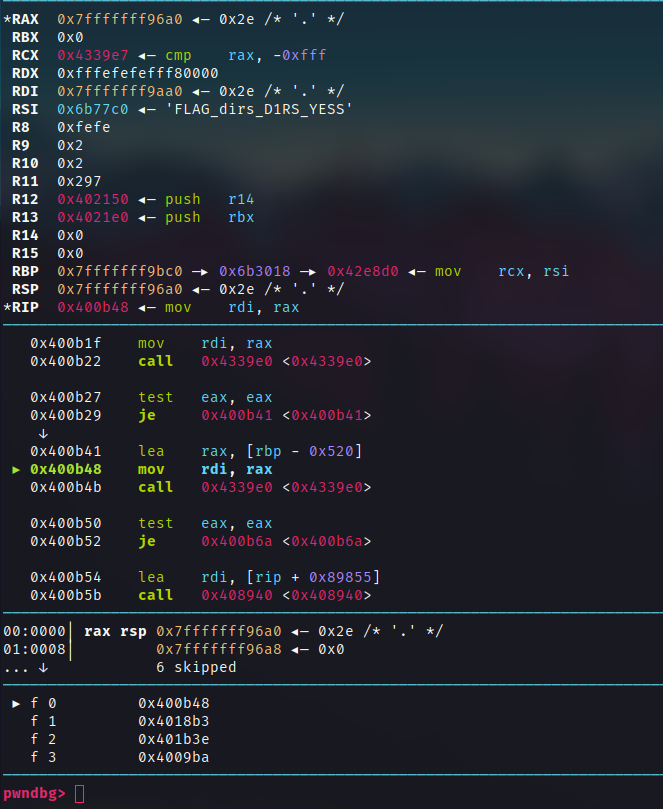 *RAX  0x7fffffff96a0 ◂— 0x2e /* '.' */
 RBX  0x0
 RCX  0x4339e7 ◂— cmp    rax, -0xfff
 RDX  0xfffefefefff80000
 RDI  0x7fffffff9aa0 ◂— 0x2e /* '.' */
 RSI  0x6b77c0 ◂— 'FLAG_dirs_D1RS_YESS'
 R8   0xfefe
 R9   0x2
 R10  0x2
 R11  0x297
 R12  0x402150 ◂— push   r14
 R13  0x4021e0 ◂— push   rbx
 R14  0x0
 R15  0x0
 RBP  0x7fffffff9bc0 —▸ 0x6b3018 —▸ 0x42e8d0 ◂— mov    rcx, rsi
 RSP  0x7fffffff96a0 ◂— 0x2e /* '.' */
*RIP  0x400b48 ◂— mov    rdi, rax
   0x400b1f    mov    rdi, rax
   0x400b22    call   0x4339e0 <0x4339e0>
   0x400b27    test   eax, eax
   0x400b29    je     0x400b41 <0x400b41>
    ↓
   0x400b41    lea    rax, [rbp - 0x520]
 ► 0x400b48    mov    rdi, rax
   0x400b4b    call   0x4339e0 <0x4339e0>
   0x400b50    test   eax, eax
   0x400b52    je     0x400b6a <0x400b6a>
   0x400b54    lea    rdi, [rip + 0x89855]
   0x400b5b    call   0x408940 <0x408940>
00:0000│ rax rsp 0x7fffffff96a0 ◂— 0x2e /* '.' */
01:0008│         0x7fffffff96a8 ◂— 0x0
... ↓            6 skipped
 ► f 0         0x400b48
   f 1         0x4018b3
   f 2         0x401b3e
   f 3         0x4009ba
pwndbg>